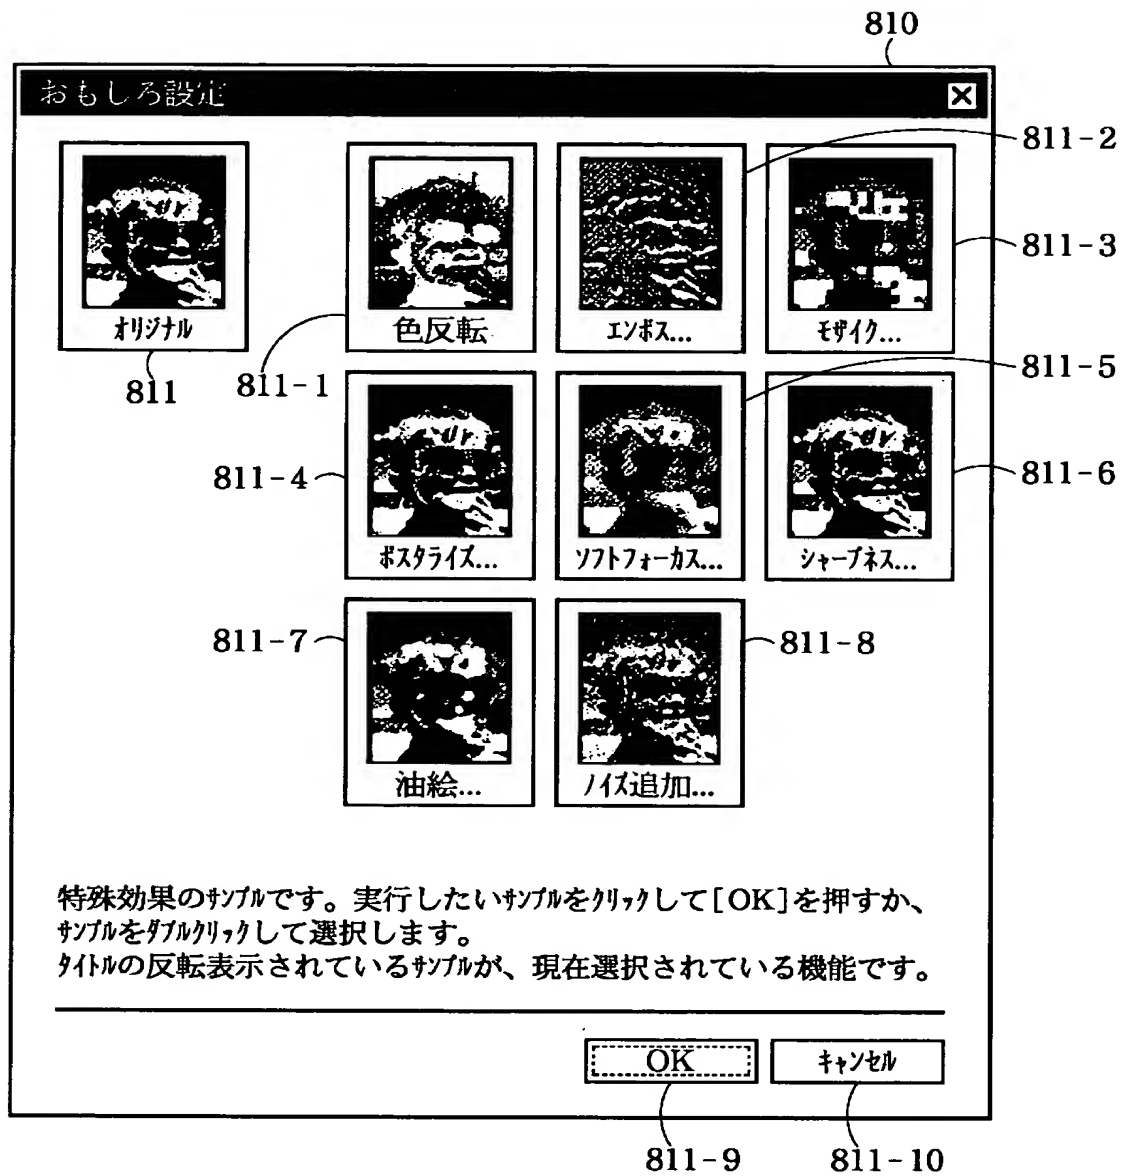 810
おもしろ設定
811-2
811-3
オリジナル
色反転
エンボス...
モザイク...
811
811-1
811-5
811-4
811-6
ポスタライズ...
ソフトフォーカス...
シャープネス...
811-7
811-8
油絵...
ノイズ追加...
特殊効果のサンプルです。実行したいサンプルをクリックして[OK]を押すか、
サンプルをダブルクリックして選択します。
タイトルの反転表示されているサンプルが、現在選択されている機能です。
OK
キャンセル
811-9
811-10